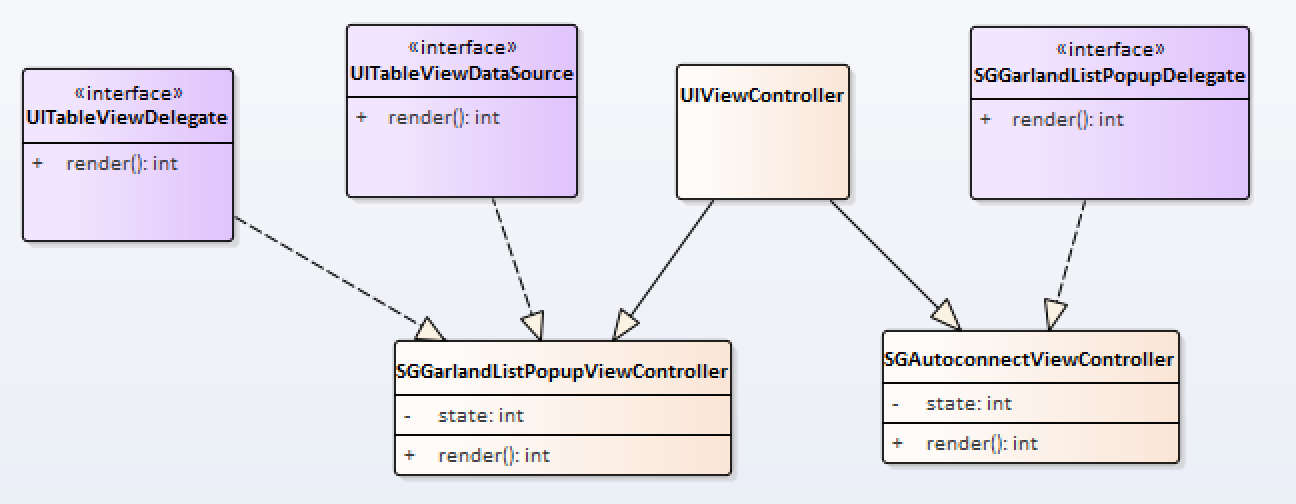 «interface»
UITableViewDelegate
+ render(): int
«interface»
UITableViewDataSource
+ render(): int
UIViewController
«interface»
SGGarlandListPopupDelegate
+ render(): int
SGGarlandListPopupViewController
- state: int
+ render(): int
SGAutoconnectViewController
- state: int
+ render(): int